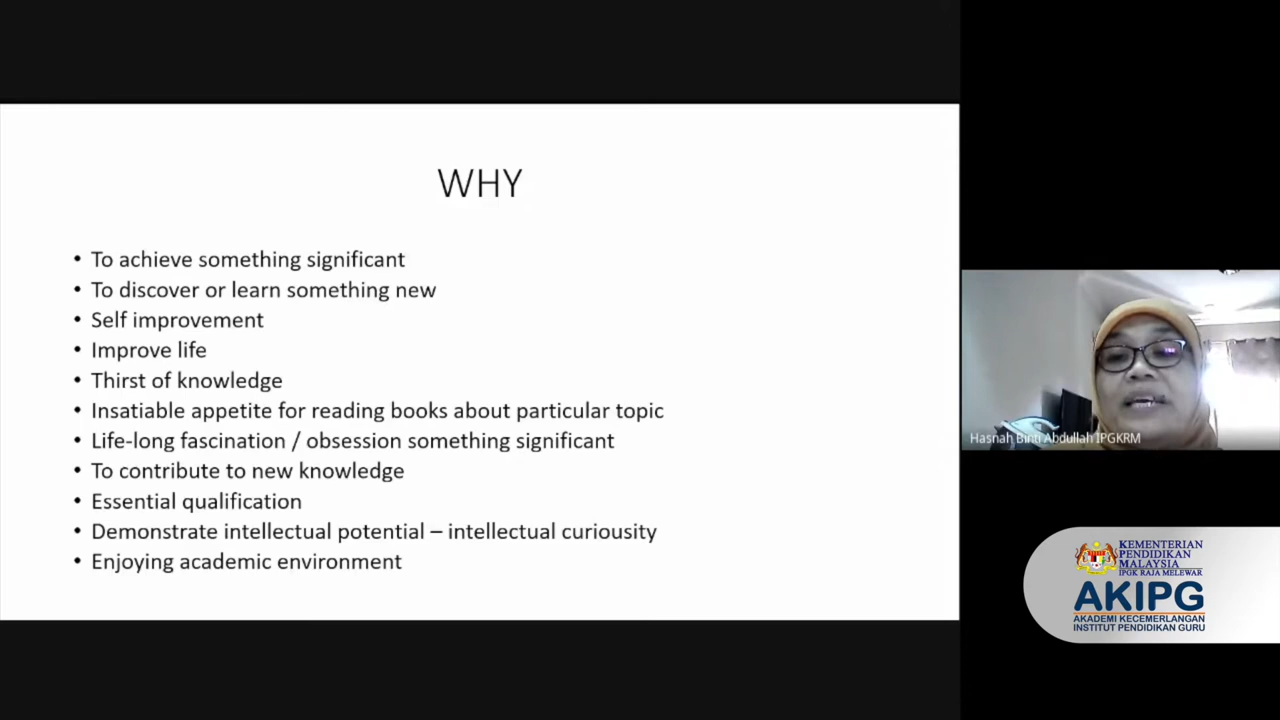 WHY
• To achieve something significant
• To discover or learn something new
• Self improvement
• Improve life
• Thirst of knowledge
• Insatiable appetite for reading books about particular topic
• Life-long fascination / obsession something significant
• To contribute to new knowledge
• Essential qualification
• Demonstrate intellectual potential – intellectual curiousity
• Enjoying academic environment
Hasnah Binti Abdullah IPGKRM
KEMENTERIAN
PENDIDIKAN
MALAYSIA
IPGK RAJA MELEWAR
AKIPG
AKADEMI KECEMERLANGAN
INSTITUT PENDIDIKAN GURU